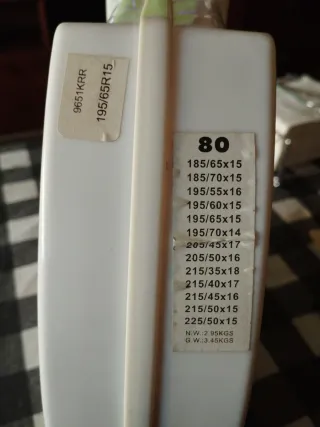 9651KRR
195/65R15
80
185/65x15
185/70x15
195/55x16
195/60x15
195/65x15
195/70x14
205/45x17
205/50x16
215/35x18
215/40x17
215/45x16
215/50x15
225/50x15
N.W.:2.95KGS
G.W.:3.45KGS